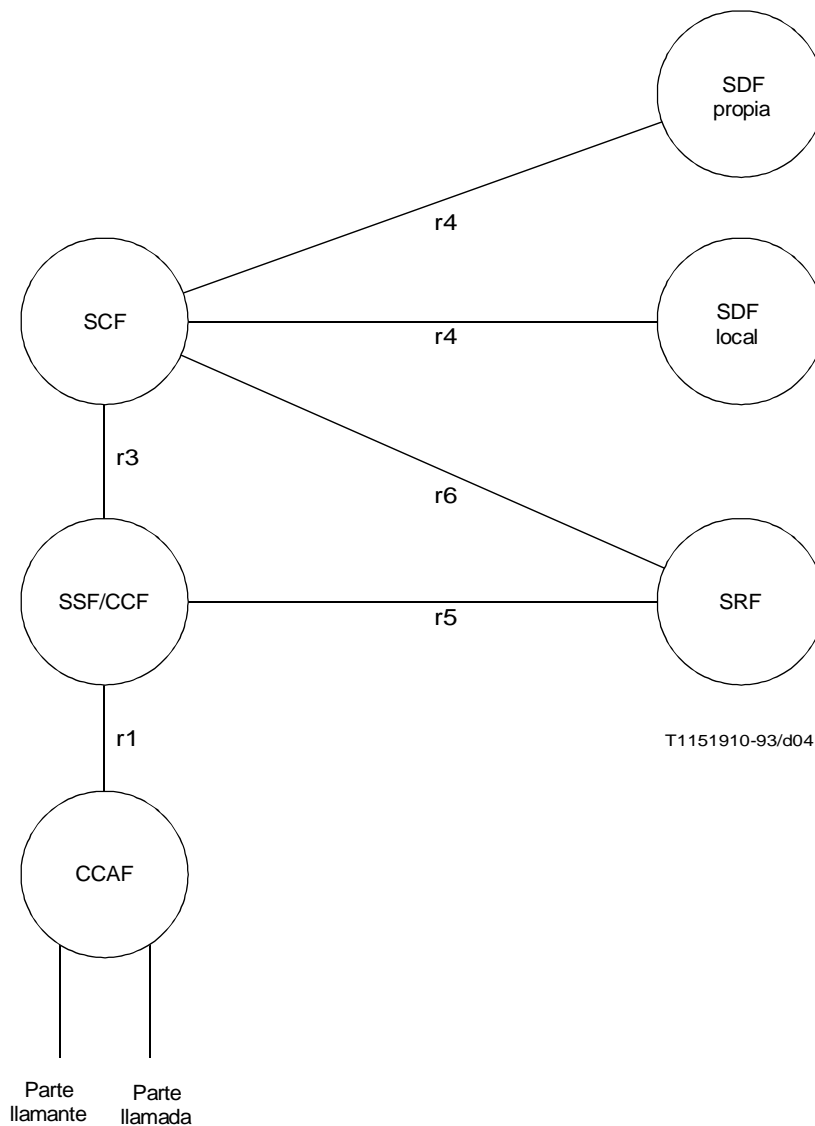 SDF
propia
r4
SCF
r4
SDF
local
r3
r6
SSF/CCF
r5
SRF
r1
T1151910-93/d04
CCAF
Parte
llamante
Parte
llamada